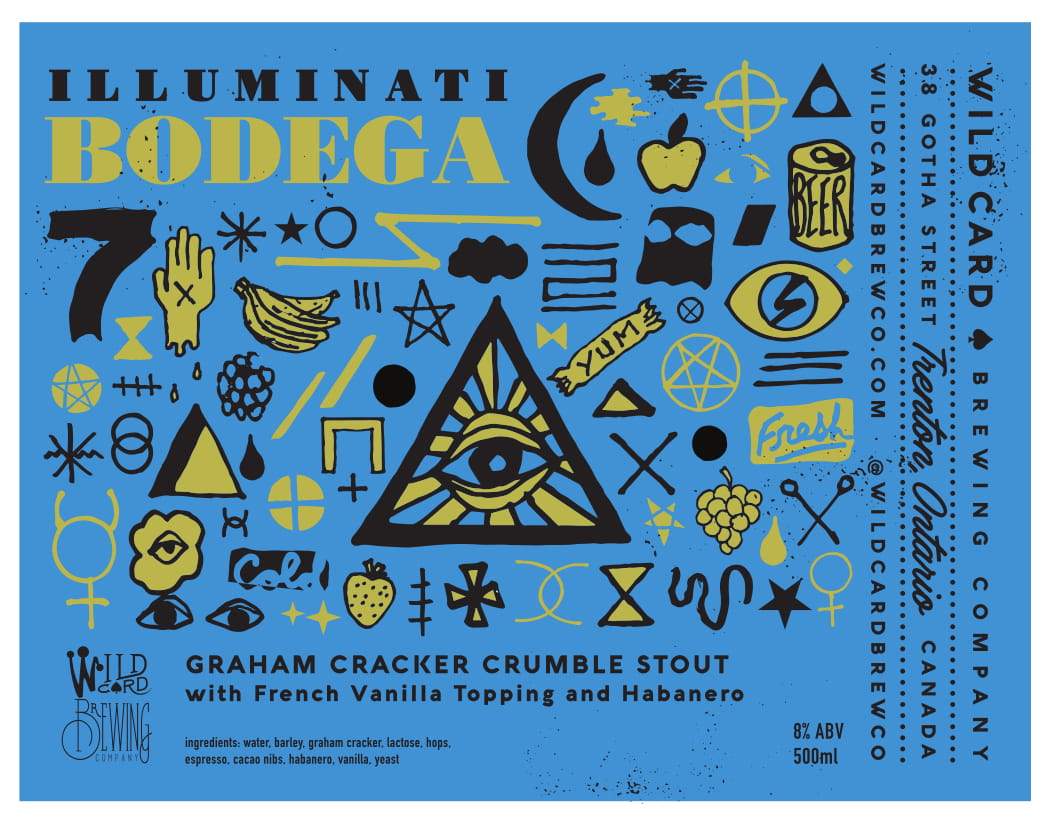 ILLUMINATI
BODEGA
7
BEER
YUM
Fresh
WILD
CARD
BREWING
COMPANY
GRAHAM CRACKER CRUMBLE STOUT
with French Vanilla Topping and Habanero
ingredients: water, barley, graham cracker, lactose, hops,
espresso, cacao nibs, habanero, vanilla, yeast
8% ABV
500ml
WILDCARD ♠ BREWING COMPANY
38 GOTHA STREET Trenton, Ontario CANADA
WILDCARDBREWCO.COM · @WILDCARDBREWCO